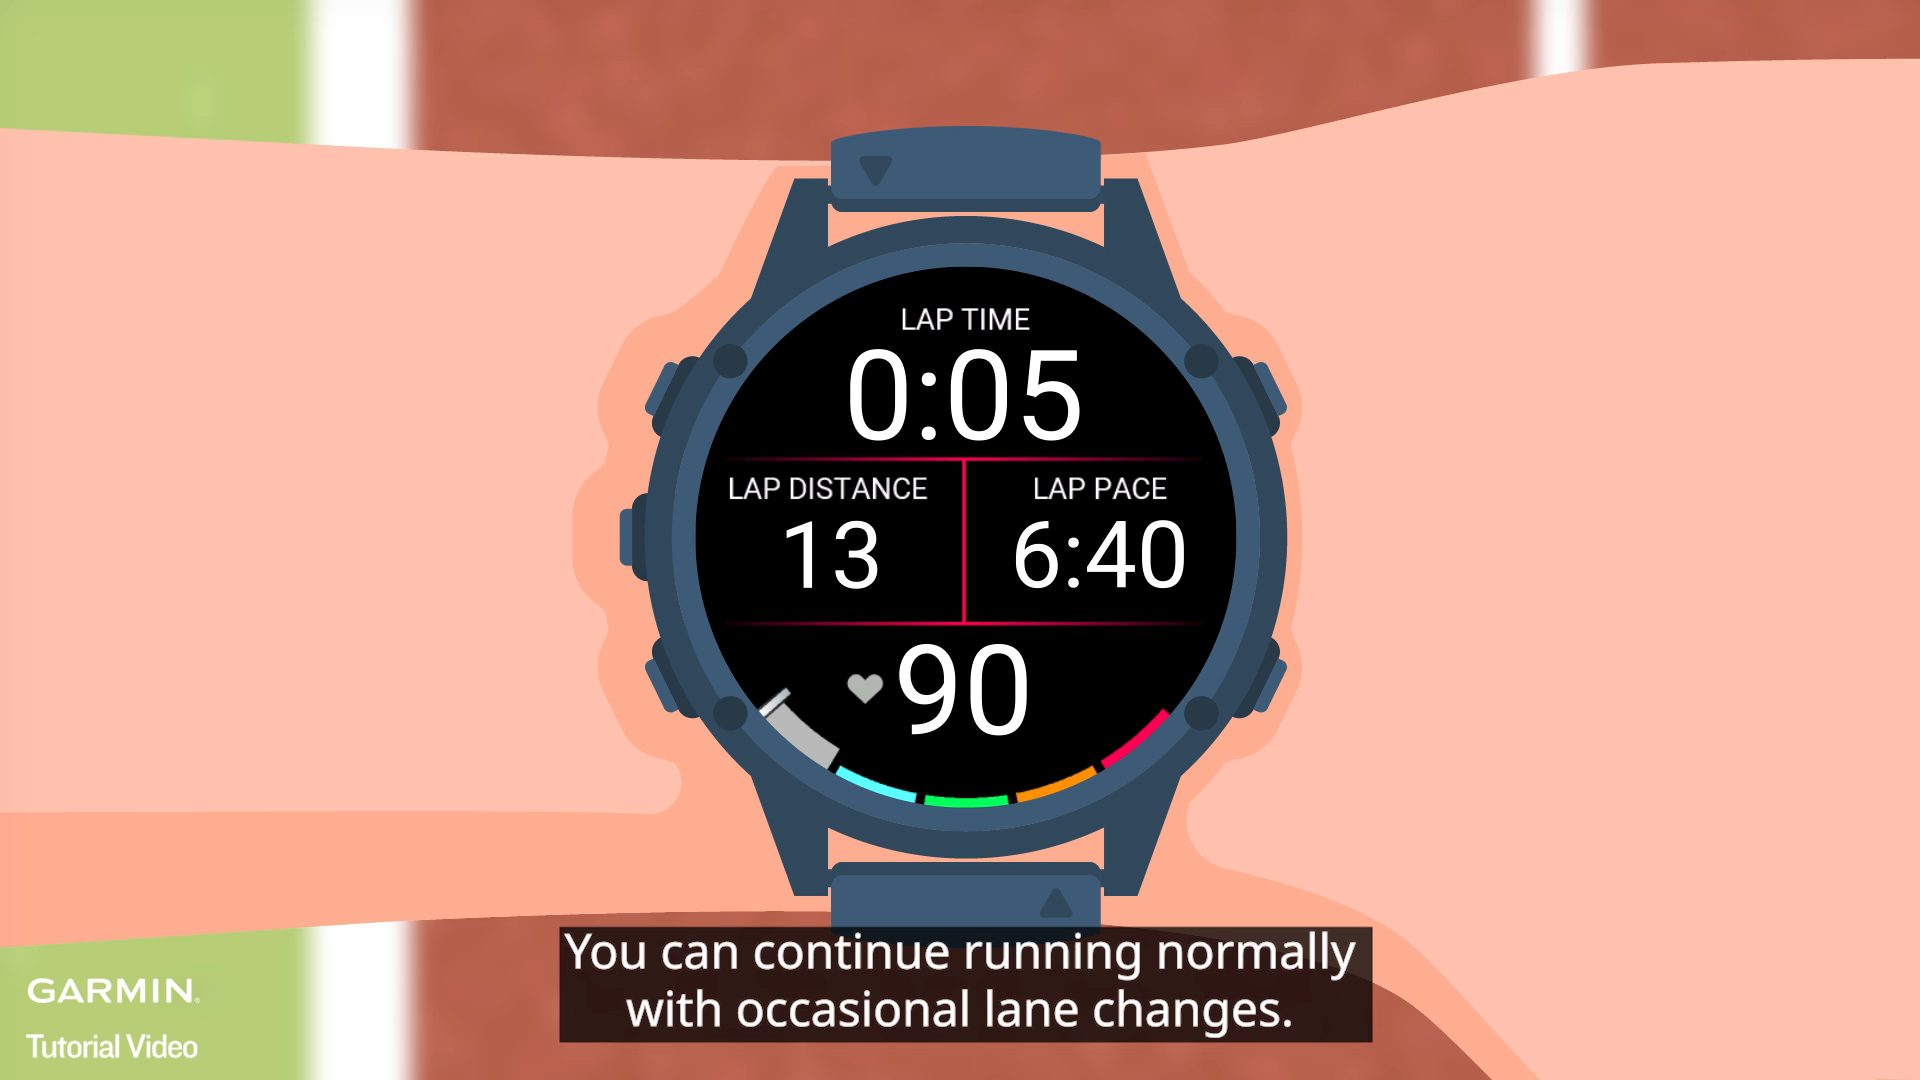 LAP TIME
0:05
LAP DISTANCE
13
LAP PACE
6:40
90
You can continue running normally
with occasional lane changes.
GARMIN.
Tutorial Video